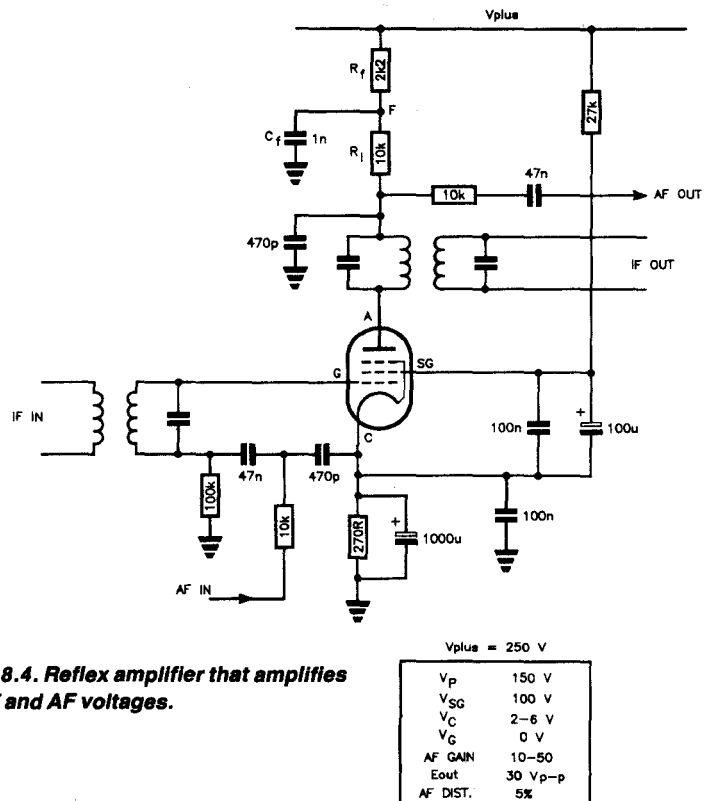 Vplus
Rf
2k2
F
Cf
1n
27k
Rl
10k
47n
10k
AF OUT
470p
IF OUT
A
G
SG
IF IN
C
100n
+
100u
47n
470p
100k
10k
270R
+
1000u
100n
AF IN
Vplus = 250 V
8.4. Reflex amplifier that amplifies
and AF voltages.
VP 150 V
VSG 100 V
VC 2-6 V
VG 0 V
AF GAIN 10-50
Eout 30 Vp-p
AF DIST. 5%